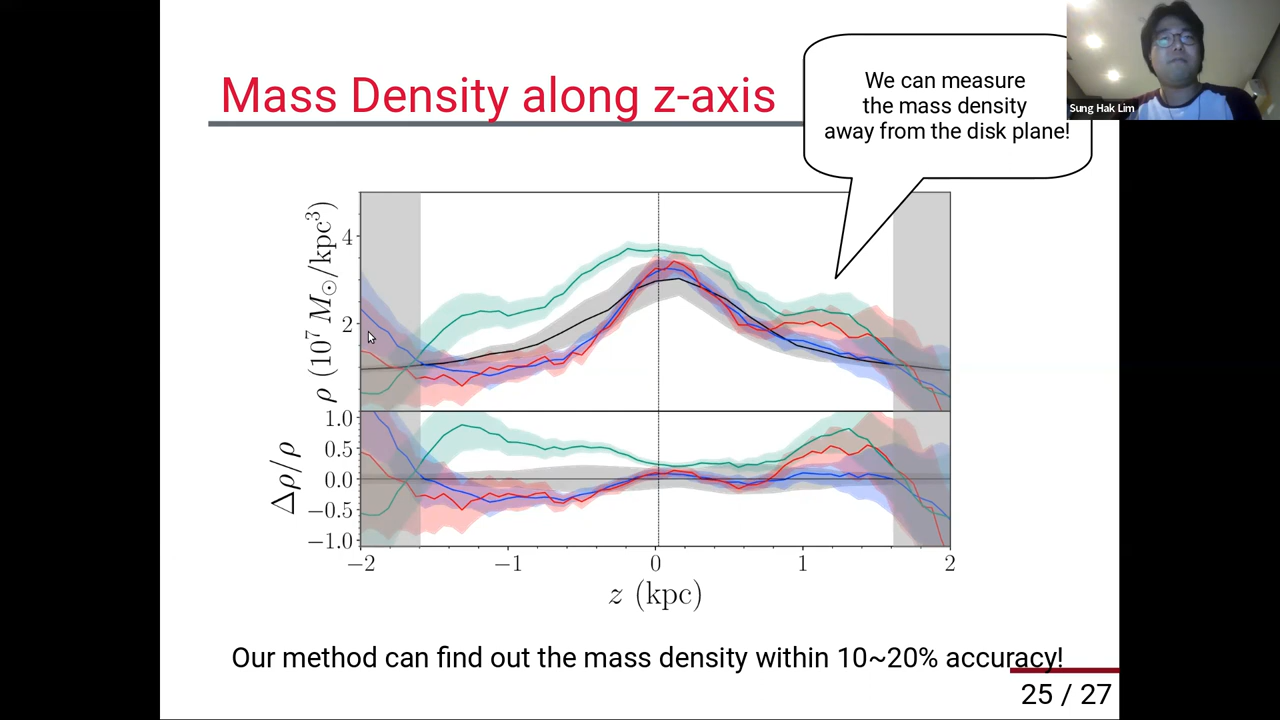 Mass Density along z-axis
We can measure
the mass density
away from the disk plane!
Sung Hak Lim
ρ (10⁷ M☉/kpc³)
4
2
Δρ/ρ
1.0
0.5
0.0
−0.5
−1.0
−2 −1 0 1 2
z (kpc)
Our method can find out the mass density within 10~20% accuracy!
25 / 27